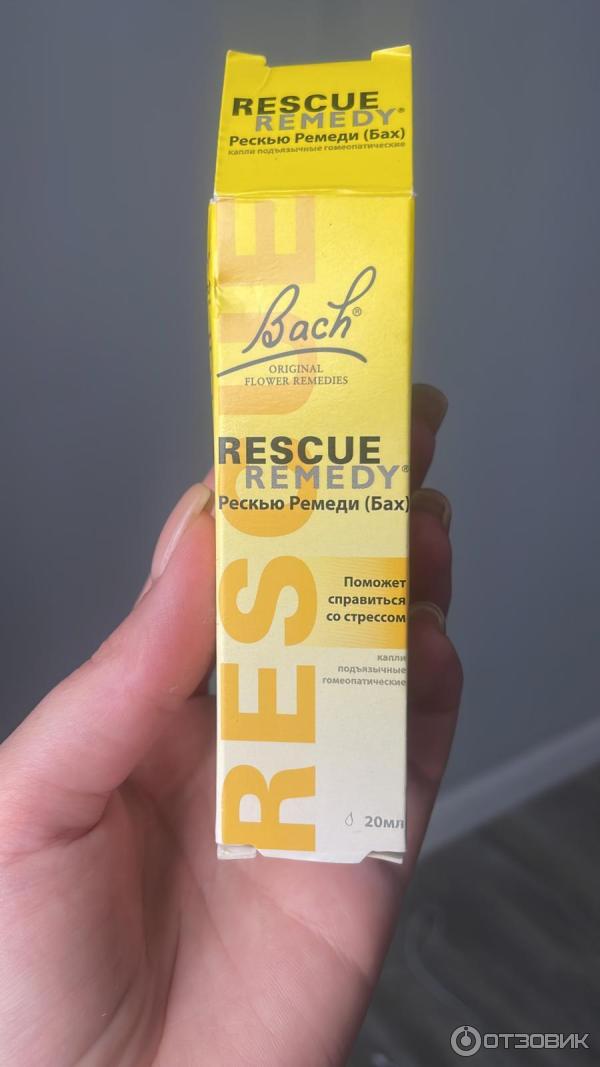 RESCUE
REMEDY®
Рескью Ремеди (Бах)
капли подъязычные гомеопатические
RESCUE
Bach®
ORIGINAL
FLOWER REMEDIES
RESCUE
REMEDY®
Рескью Ремеди (Бах)
Поможет
справиться
со стрессом
капли
подъязычные
гомеопатические
20мл
ОТЗОВИК